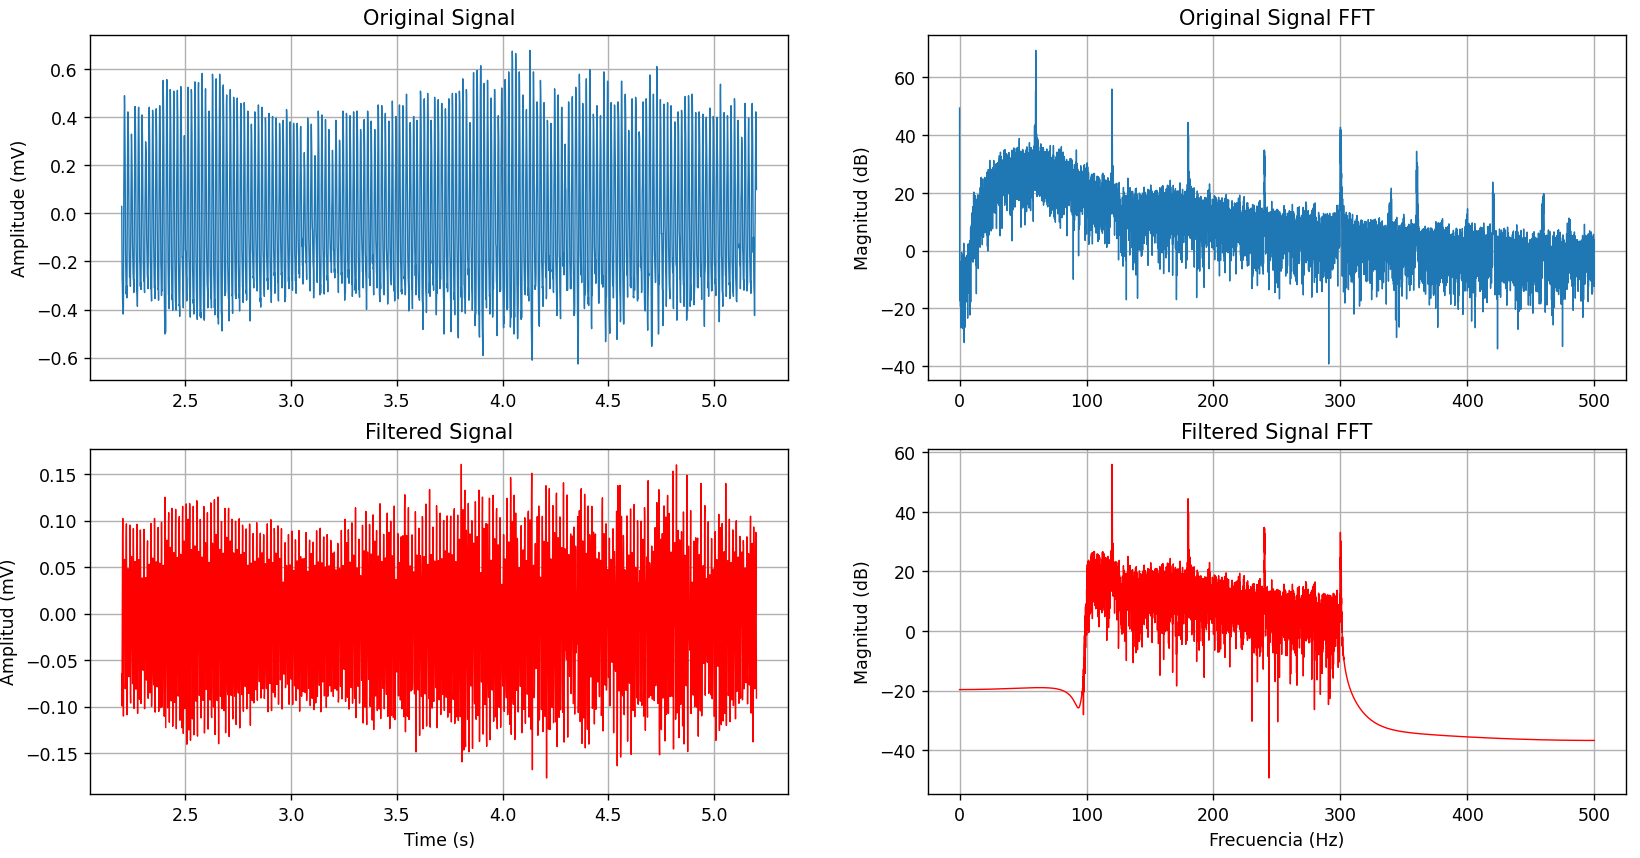 Original Signal
Amplitude (mV)
0.6
0.4
0.2
0.0
−0.2
−0.4
−0.6
2.5 3.0 3.5 4.0 4.5 5.0
Original Signal FFT
Magnitud (dB)
60
40
20
0
−20
−40
0 100 200 300 400 500
Filtered Signal
Amplitud (mV)
0.15
0.10
0.05
0.00
−0.05
−0.10
−0.15
2.5 3.0 3.5 4.0 4.5 5.0
Time (s)
Filtered Signal FFT
Magnitud (dB)
60
40
20
0
−20
−40
0 100 200 300 400 500
Frecuencia (Hz)